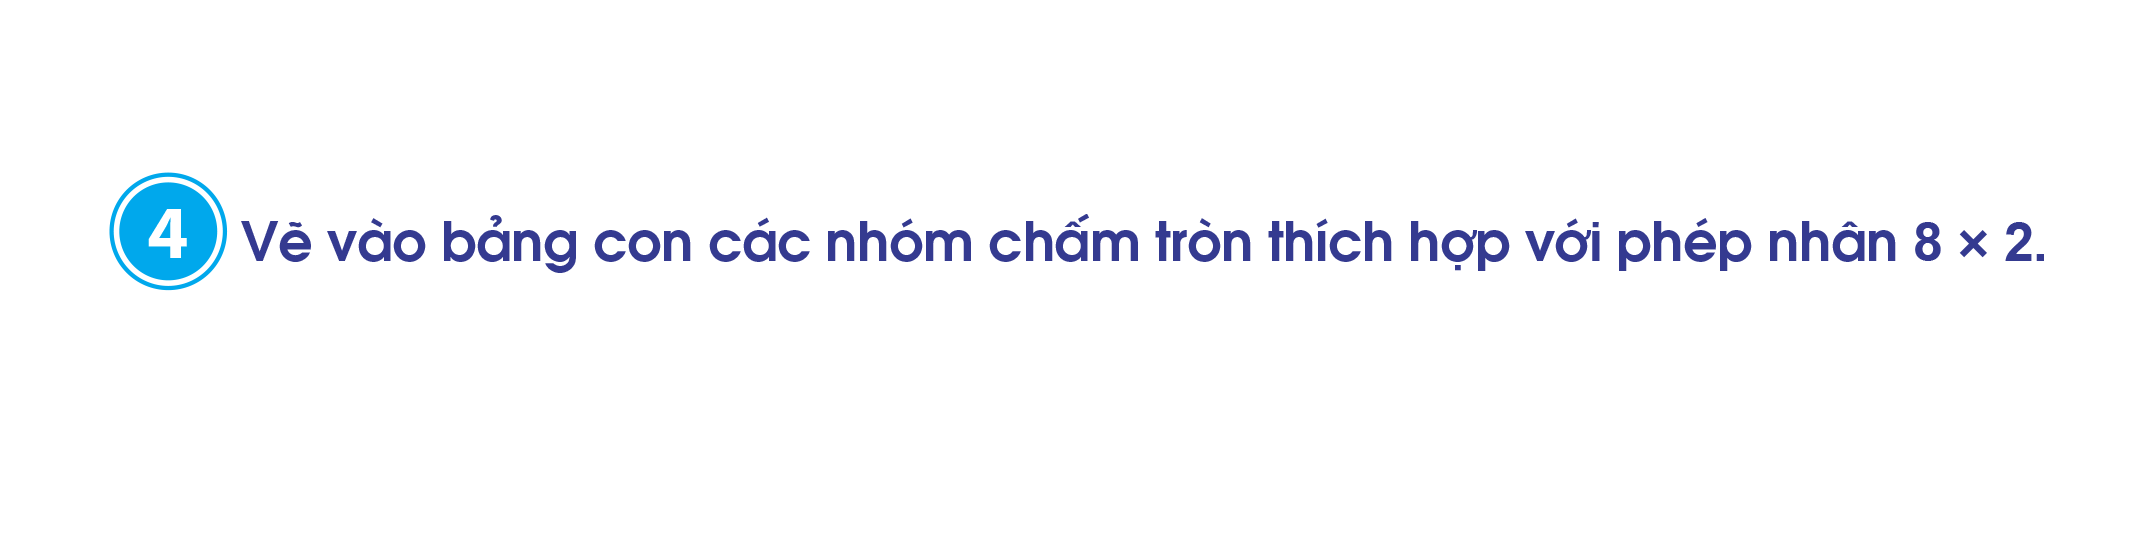 4 Vẽ vào bảng con các nhóm chấm tròn thích hợp với phép nhân 8 × 2.